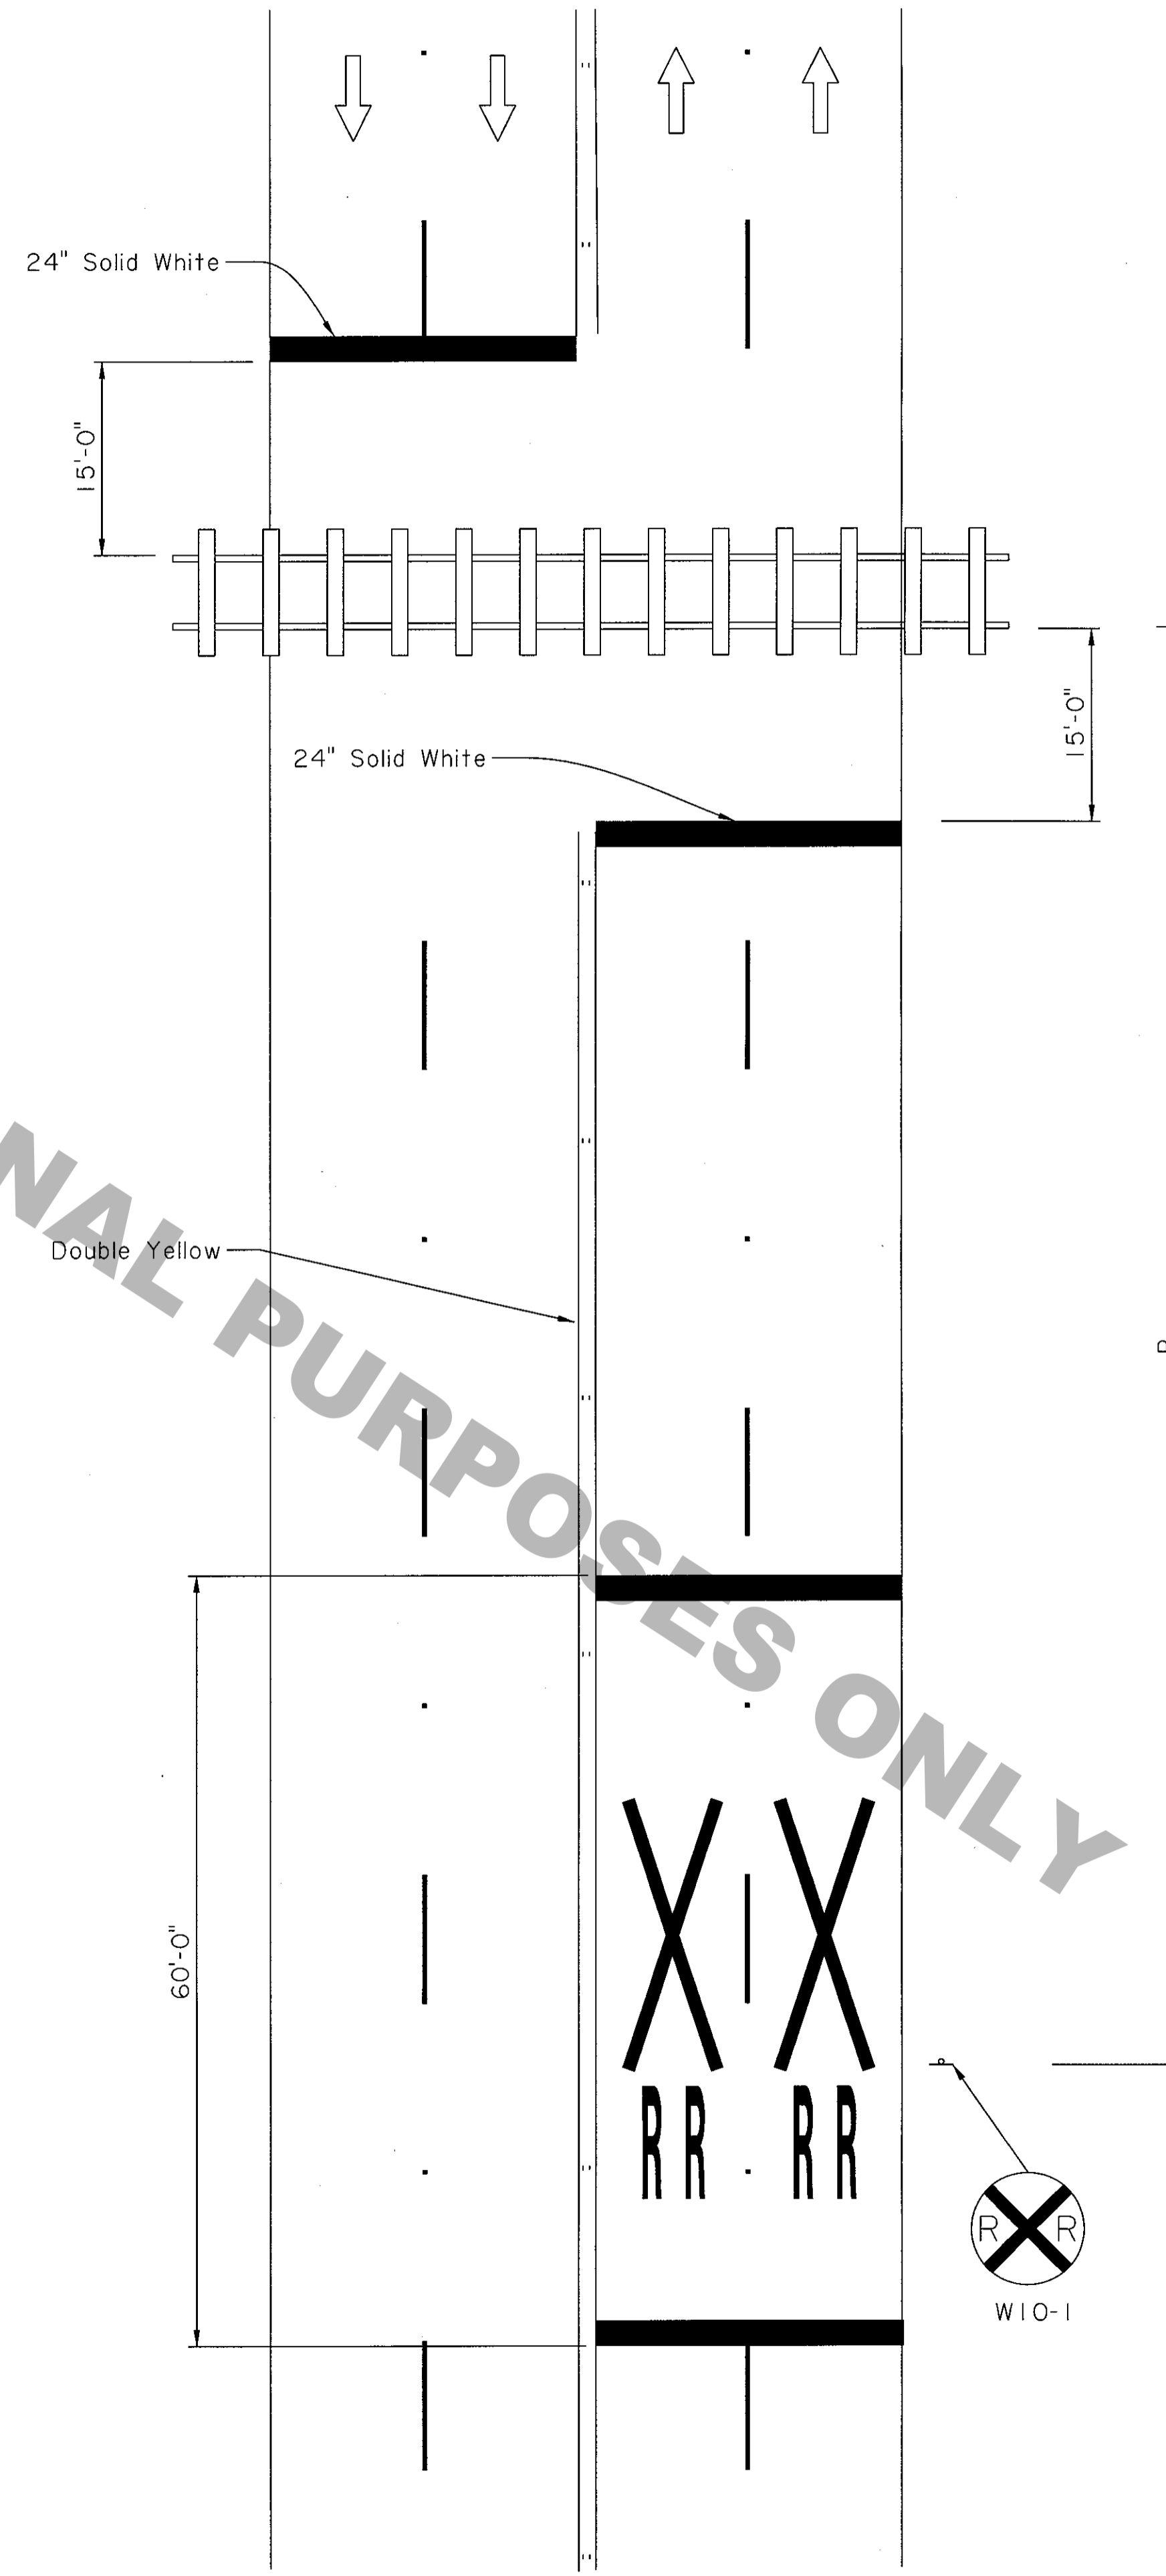 24" Solid White
15'-0"
24" Solid White
15'-0"
NAL PURPOSES ONLY
Double Yellow
60'-0"
RR RR
R R
W10-1